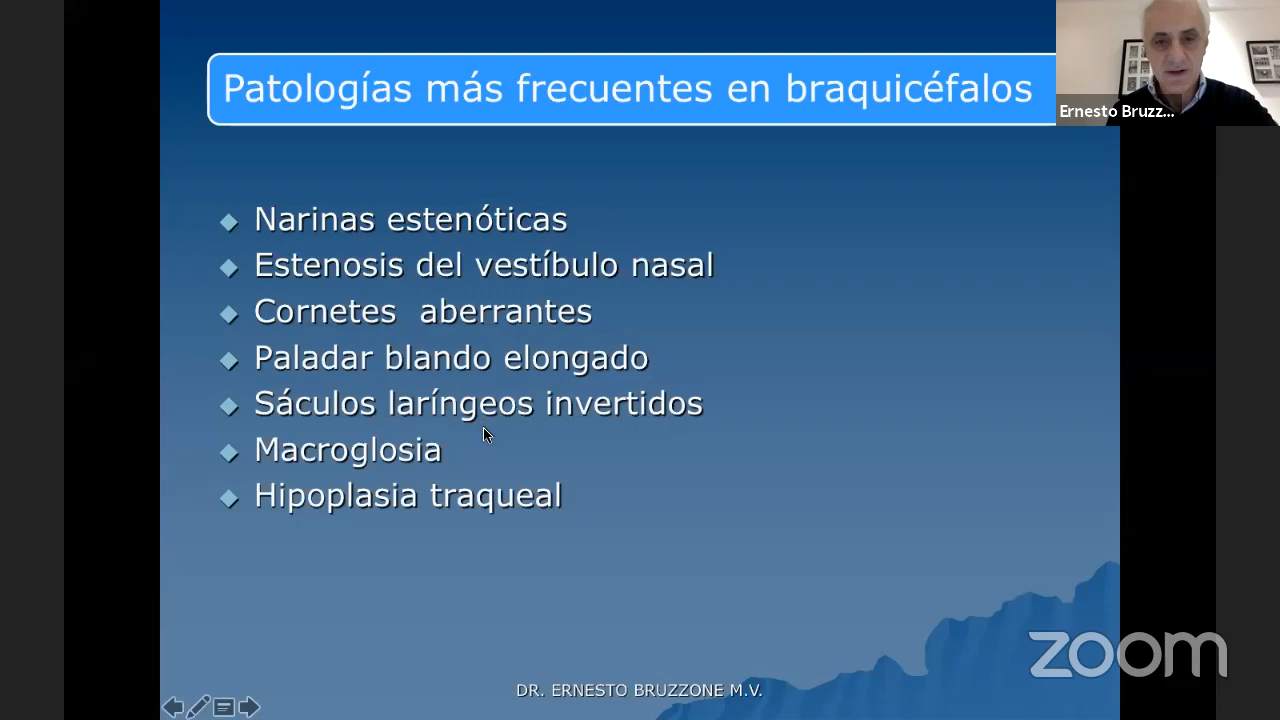 Patologías más frecuentes en braquicéfalos
Ernesto Bruzz...
Narinas estenóticas
Estenosis del vestíbulo nasal
Cornetes aberrantes
Paladar blando elongado
Sáculos laríngeos invertidos
Macroglosia
Hipoplasia traqueal
zoom
DR. ERNESTO BRUZZONE M.V.